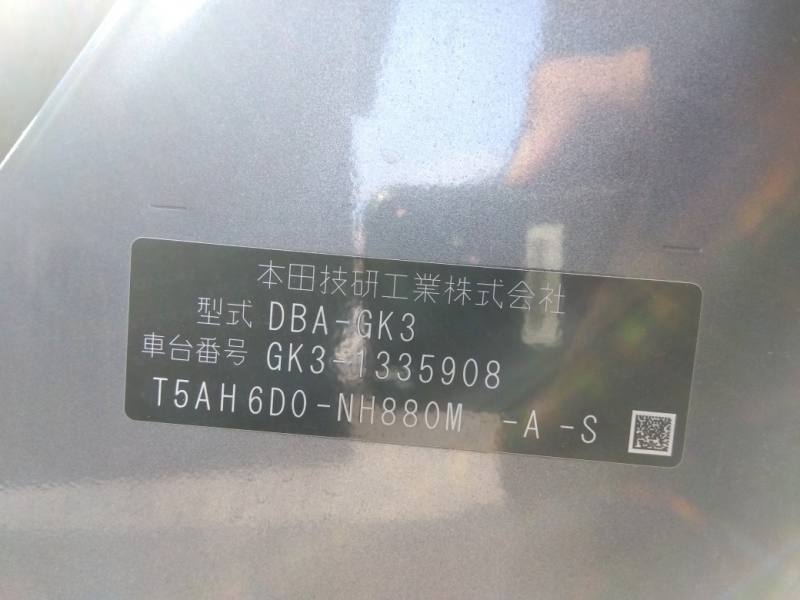 本田技研工業株式会社
型式 DBA-GK3
車台番号 GK3-1335908
T5AH6D0-NH880M -A -S